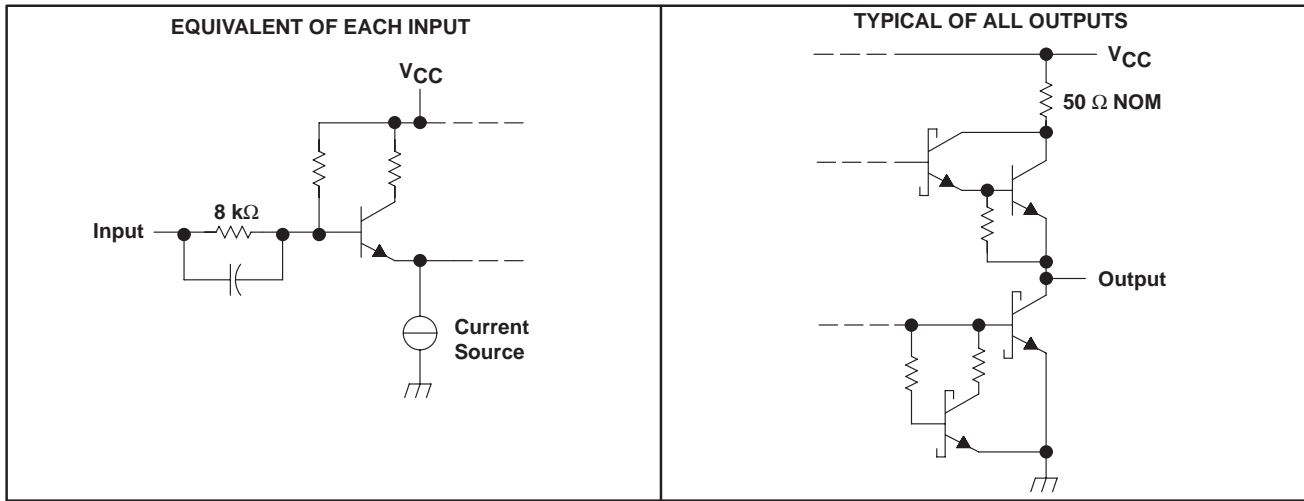 EQUIVALENT OF EACH INPUT
VCC
8 kΩ
Input
Current
Source
TYPICAL OF ALL OUTPUTS
VCC
50 Ω NOM
Output